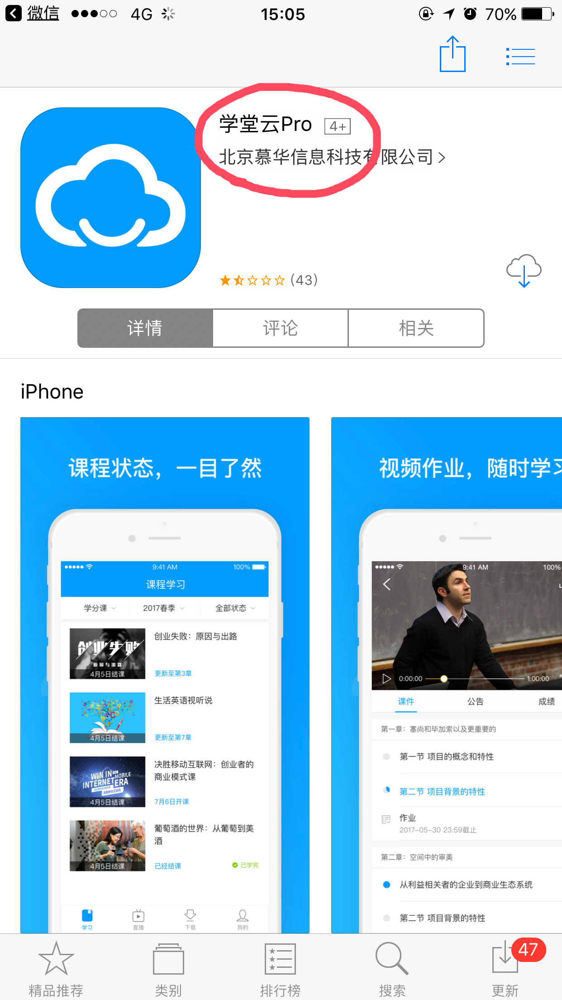 微信 4G 15:05 70%
学堂云Pro 4+
北京慕华信息科技有限公司
(43)
详情 评论 相关
iPhone
课程状态，一目了然
9:41 AM 100%
课程学习
学分课 2017春季 全部状态
创业失败
原因与出路
4月5日结课
创业失败：原因与出路
更新至第3章
4月5日结课
生活英语视听说
更新至第7章
WIN IN THE MOBILE
INTERNET ERA
决胜移动互联网
4月5日结课
决胜移动互联网：创业者的
商业模式课
7月6日开课
4月5日结课
葡萄酒的世界：从葡萄到美
酒
已经结课 已学完
学习 直播 下载 我的
视频作业，随时学习
9:41 AM 100%
0:00:00 1:00:00
课件 公告 成绩
第一章：塞尚和毕加索以及更重要的
第一节 项目的概念和特性
第二节 项目背景的特性
作业
2017-05-30 23:59截止
第二章：空间中的审美
从利益相关者的企业到商业生态系统
第二节 项目背景的特性
47
精品推荐 类别 排行榜 搜索 更新